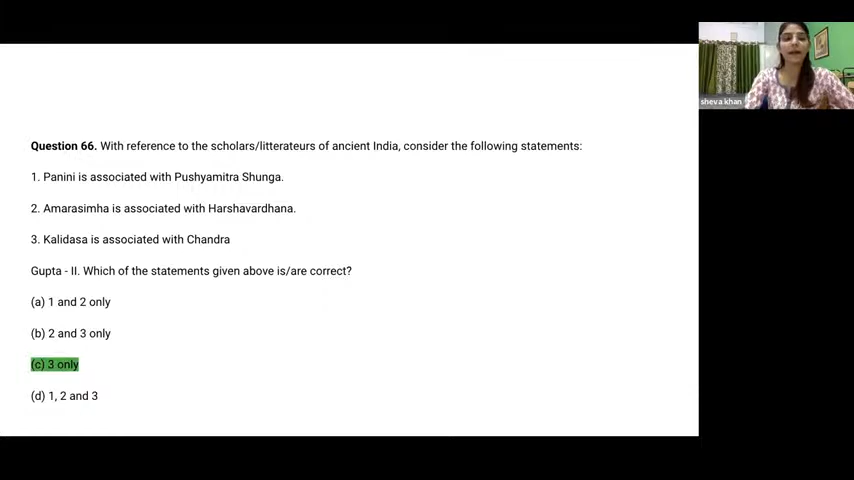 Question 66. With reference to the scholars/litterateurs of ancient India, consider the following statements:
1. Panini is associated with Pushyamitra Shunga.
2. Amarasimha is associated with Harshavardhana.
3. Kalidasa is associated with Chandra
Gupta - II. Which of the statements given above is/are correct?
(a) 1 and 2 only
(b) 2 and 3 only
(c) 3 only
(d) 1, 2 and 3
sheva khan